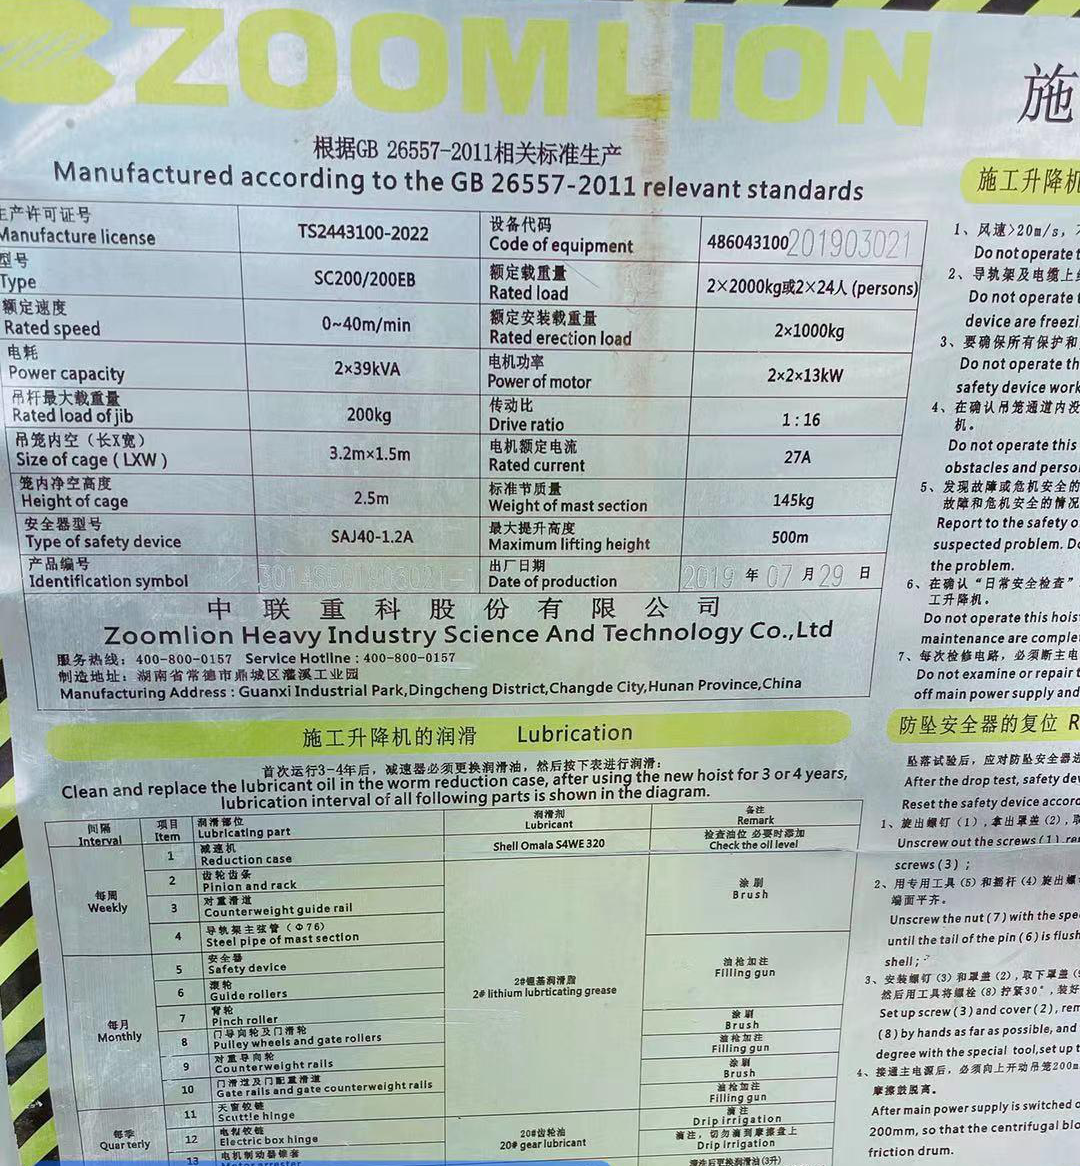 ZOOMLION
根据GB 26557-2011相关标准生产
Manufactured according to the GB 26557-2011 relevant standards
生产许可证号
Manufacture license
TS2443100-2022
设备代码
Code of equipment
486043100201903021
型号
Type
SC200/200EB
额定载重量
Rated load
2×2000kg或2×24人 (persons)
额定速度
Rated speed
0~40m/min
额定安装载重量
Rated erection load
2×1000kg
电耗
Power capacity
2×39kVA
电机功率
Power of motor
2×2×13kW
吊杆最大载重量
Rated load of jib
200kg
传动比
Drive ratio
1:16
吊笼内空（长X宽）
Size of cage ( LXW )
3.2m×1.5m
电机额定电流
Rated current
27A
笼内净空高度
Height of cage
2.5m
标准节质量
Weight of mast section
145kg
安全器型号
Type of safety device
SAJ40-1.2A
最大提升高度
Maximum lifting height
500m
产品编号
Identification symbol
出厂日期
Date of production
2019 年 07 月 29 日
中联重科股份有限公司
Zoomlion Heavy Industry Science And Technology Co.,Ltd
服务热线：400-800-0157 Service Hotline : 400-800-0157
制造地址：湖南省常德市鼎城区灌溪工业园
Manufacturing Address : Guanxi Industrial Park,Dingcheng District,Changde City,Hunan Province,China
施工升降机的润滑 Lubrication
首次运行3-4年后，减速器必须更换润滑油，然后按下表进行润滑：
Clean and replace the lubricant oil in the worm reduction case, after using the new hoist for 3 or 4 years,
lubrication interval of all following parts is shown in the diagram.
间隔
Interval
项目
Item
润滑部位
Lubricating part
润滑剂
Lubricant
备注
Remark
每周
Weekly
1
减速机
Reduction case
Shell Omala S4WE 320
检查油位 必要时添加
Check the oil level
2
齿轮齿条
Pinion and rack
3
对重滑道
Counterweight guide rail
4
导轨架主弦管（Φ76）
Steel pipe of mast section
涂刷
Brush
每月
Monthly
5
安全器
Safety device
6
滚轮
Guide rollers
油枪加注
Filling gun
2#锂基润滑脂
2# lithium lubrticating grease
7
背轮
Pinch roller
涂刷
Brush
8
门导向轮及门滑轮
Pulley wheels and gate rollers
油枪加注
Filling gun
9
对重导向轮
Counterweight rails
涂刷
Brush
10
门滑道及门配重滑道
Gate rails and gate counterweight rails
油枪加注
Filling gun
每季
Quarterly
11
天窗铰链
Scuttle hinge
滴注
Drip irrigation
12
电箱铰链
Electric box hinge
20#齿轮油
20# gear lubricant
滴注，切勿滴到摩擦盘上
Drip irrigation
13
电机制动器锥套
Motor arrester
清洗后更换润滑油(3升)
施
施工升降机
1、风速>20m/s，
Do not operate t
2、导轨架及电缆上
Do not operate
device are freezi
3、要确保所有保护和
Do not operate th
safety device work
4、在确认吊笼通道内没
机。
Do not operate this
obstacles and perso
5、发现故障或危机安全的
故障和危机安全的情况
Report to the safety o
suspected problem. Do
the problem.
6、在确认“日常安全检查”
工升降机。
Do not operate this hois
maintenance are comple
7、每次检修电路，必须断主电
Do not examine or repair t
off main power supply and
防坠安全器的复位 R
坠落试验后，应对防坠安全器进
After the drop test, safety dev
Reset the safety device accord
1、旋出螺钉（1）,拿出罩盖（2）,取
Unscrew out the screws (1) rem
screws (3) ;
2、用专用工具（5）和摇杆（4）旋出螺
端面平齐。
Unscrew the nut (7) with the spe
until the tail of the pin (6) is flush
shell ;
3、安装螺钉（3）和罩盖（2）,取下罩盖（9
然后用工具将螺栓（8）拧紧30°,装好
Set up screw (3) and cover (2), rem
(8) by hands as far as possible, and
degree with the special tool,set up t
4、接通主电源后，必须向上开动吊笼200m
摩擦鼓脱离。
After main power supply is switched o
200mm, so that the centrifugal blo
friction drum.